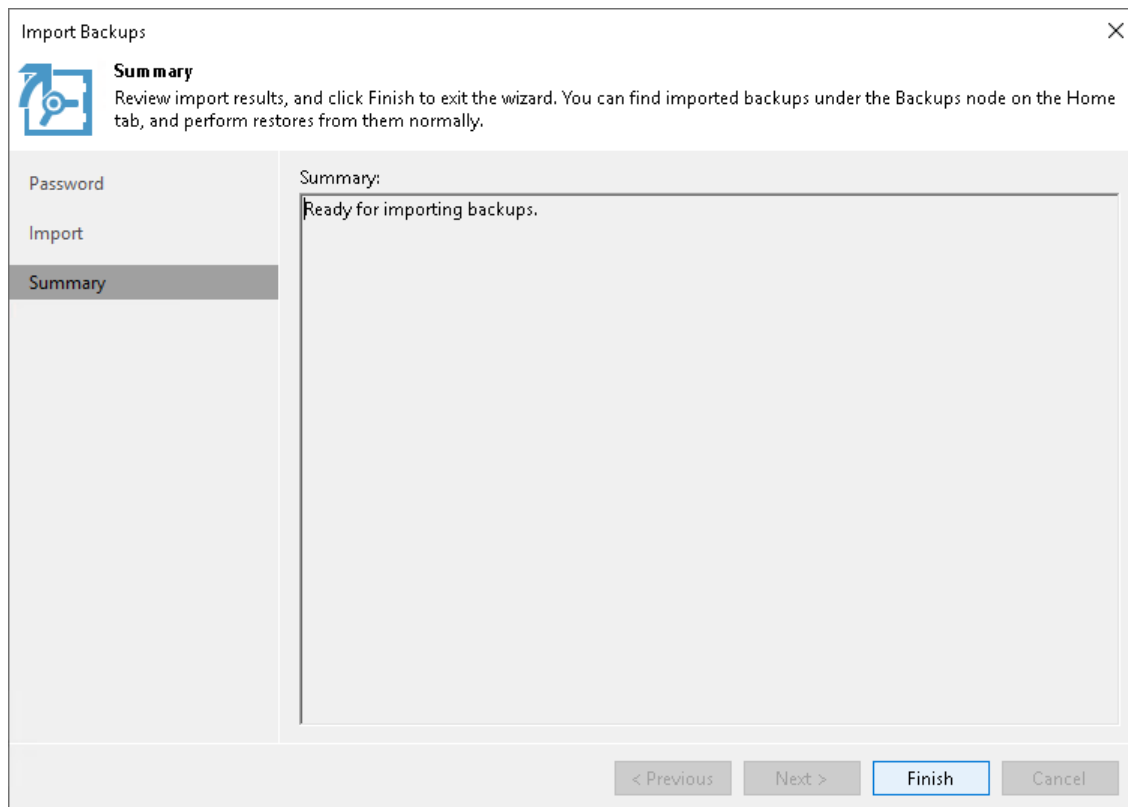 Import Backups
Summary
Review import results, and click Finish to exit the wizard. You can find imported backups under the Backups node on the Home
tab, and perform restores from them normally.
Password
Import
Summary
Summary:
Ready for importing backups.
< Previous
Next >
Finish
Cancel